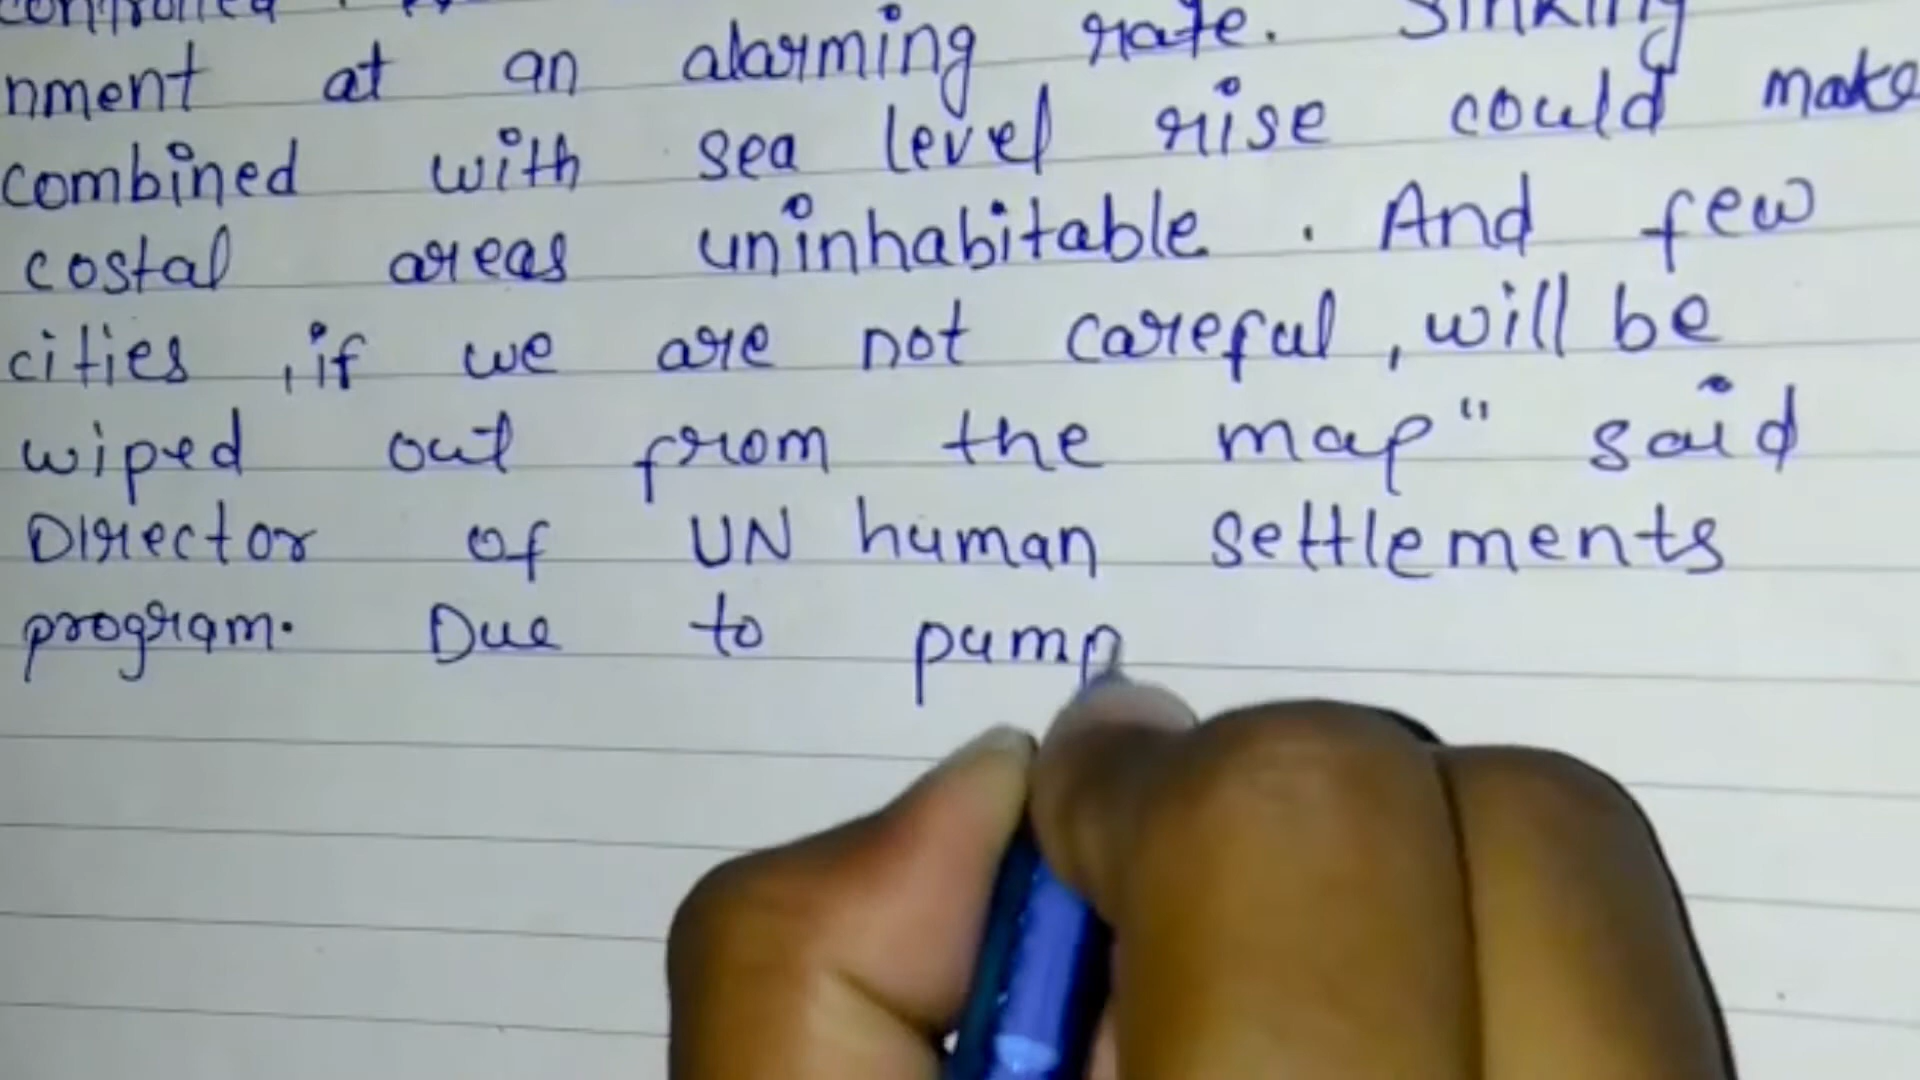 controlled.
nment at an alarming rate. Sinking
combined with sea level rise could make
costal areas uninhabitable. And few
cities, if we are not careful, will be
wiped out from the map" said
Director of UN human settlements
program. Due to pump